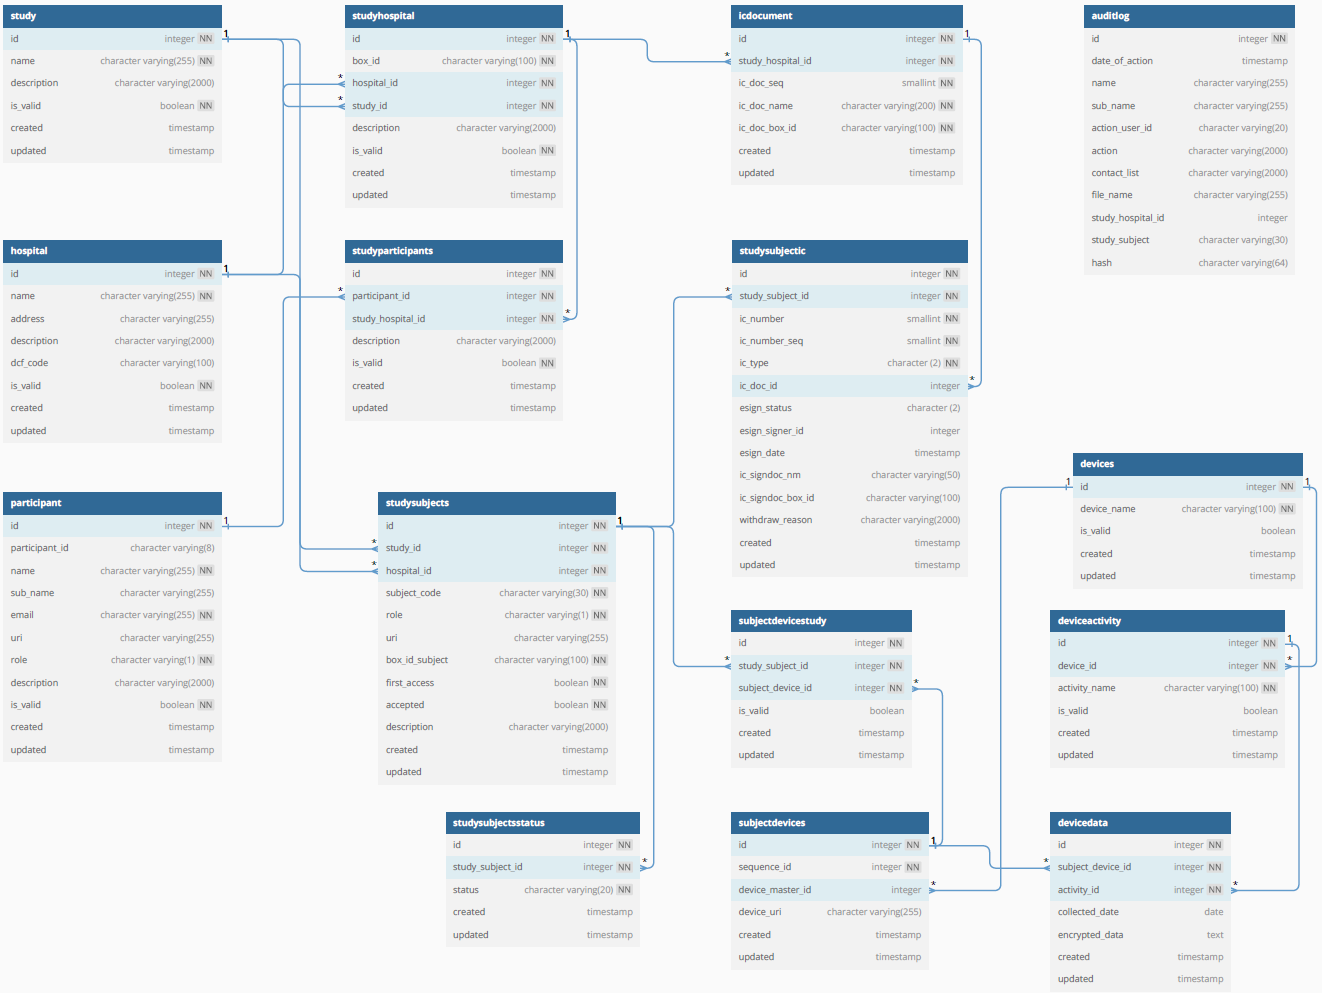 study
id integer NN
name character varying(255) NN
description character varying(2000)
is_valid boolean NN
created timestamp
updated timestamp
1
studyhospital
id integer NN
box_id character varying(100) NN
hospital_id integer NN
study_id integer NN
description character varying(2000)
is_valid boolean NN
created timestamp
updated timestamp
1
*
*
icdocument
id integer NN
study_hospital_id integer NN
ic_doc_seq smallint NN
ic_doc_name character varying(200) NN
ic_doc_box_id character varying(100) NN
created timestamp
updated timestamp
1
*
auditlog
id integer NN
date_of_action timestamp
name character varying(255)
sub_name character varying(255)
action_user_id character varying(20)
action character varying(2000)
contact_list character varying(2000)
file_name character varying(255)
study_hospital_id integer
study_subject character varying(30)
hash character varying(64)
hospital
id integer NN
name character varying(255) NN
address character varying(255)
description character varying(2000)
dcf_code character varying(100)
is_valid boolean NN
created timestamp
updated timestamp
1
studyparticipants
id integer NN
participant_id integer NN
study_hospital_id integer NN
description character varying(2000)
is_valid boolean NN
created timestamp
updated timestamp
*
*
studysubjectic
id integer NN
study_subject_id integer NN
ic_number smallint NN
ic_number_seq smallint NN
ic_type character (2) NN
ic_doc_id integer
esign_status character (2)
esign_signer_id integer
esign_date timestamp
ic_signdoc_nm character varying(50)
ic_signdoc_box_id character varying(100)
withdraw_reason character varying(2000)
created timestamp
updated timestamp
*
*
participant
id integer NN
participant_id character varying(8)
name character varying(255) NN
sub_name character varying(255)
email character varying(255) NN
uri character varying(255)
role character varying(1) NN
description character varying(2000)
is_valid boolean NN
created timestamp
updated timestamp
1
studysubjects
id integer NN
study_id integer NN
hospital_id integer NN
subject_code character varying(30) NN
role character varying(1) NN
uri character varying(255)
box_id_subject character varying(100) NN
first_access boolean NN
accepted boolean NN
description character varying(2000)
created timestamp
updated timestamp
1
*
*
devices
id integer NN
device_name character varying(100) NN
is_valid boolean
created timestamp
updated timestamp
1
1
subjectdevicestudy
id integer NN
study_subject_id integer NN
subject_device_id integer NN
is_valid boolean
created timestamp
updated timestamp
*
*
deviceactivity
id integer NN
device_id integer NN
activity_name character varying(100) NN
is_valid boolean
created timestamp
updated timestamp
1
*
studysubjectsstatus
id integer NN
study_subject_id integer NN
status character varying(20) NN
created timestamp
updated timestamp
*
subjectdevices
id integer NN
sequence_id integer NN
device_master_id integer
device_uri character varying(255)
created timestamp
updated timestamp
1
*
devicedata
id integer NN
subject_device_id integer NN
activity_id integer NN
collected_date date
encrypted_data text
created timestamp
updated timestamp
*
*